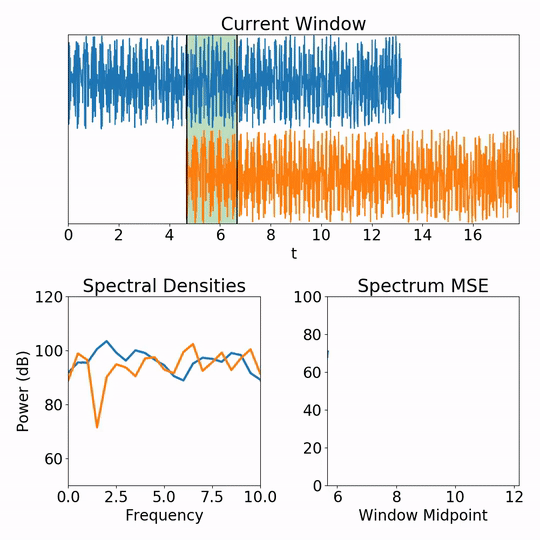 Current Window
0 2 4 6 8 10 12 14 16
t
Spectral Densities
120
100
80
60
Power (dB)
0.0 2.5 5.0 7.5 10.0
Frequency
Spectrum MSE
100
80
60
40
20
0
6 8 10 12
Window Midpoint